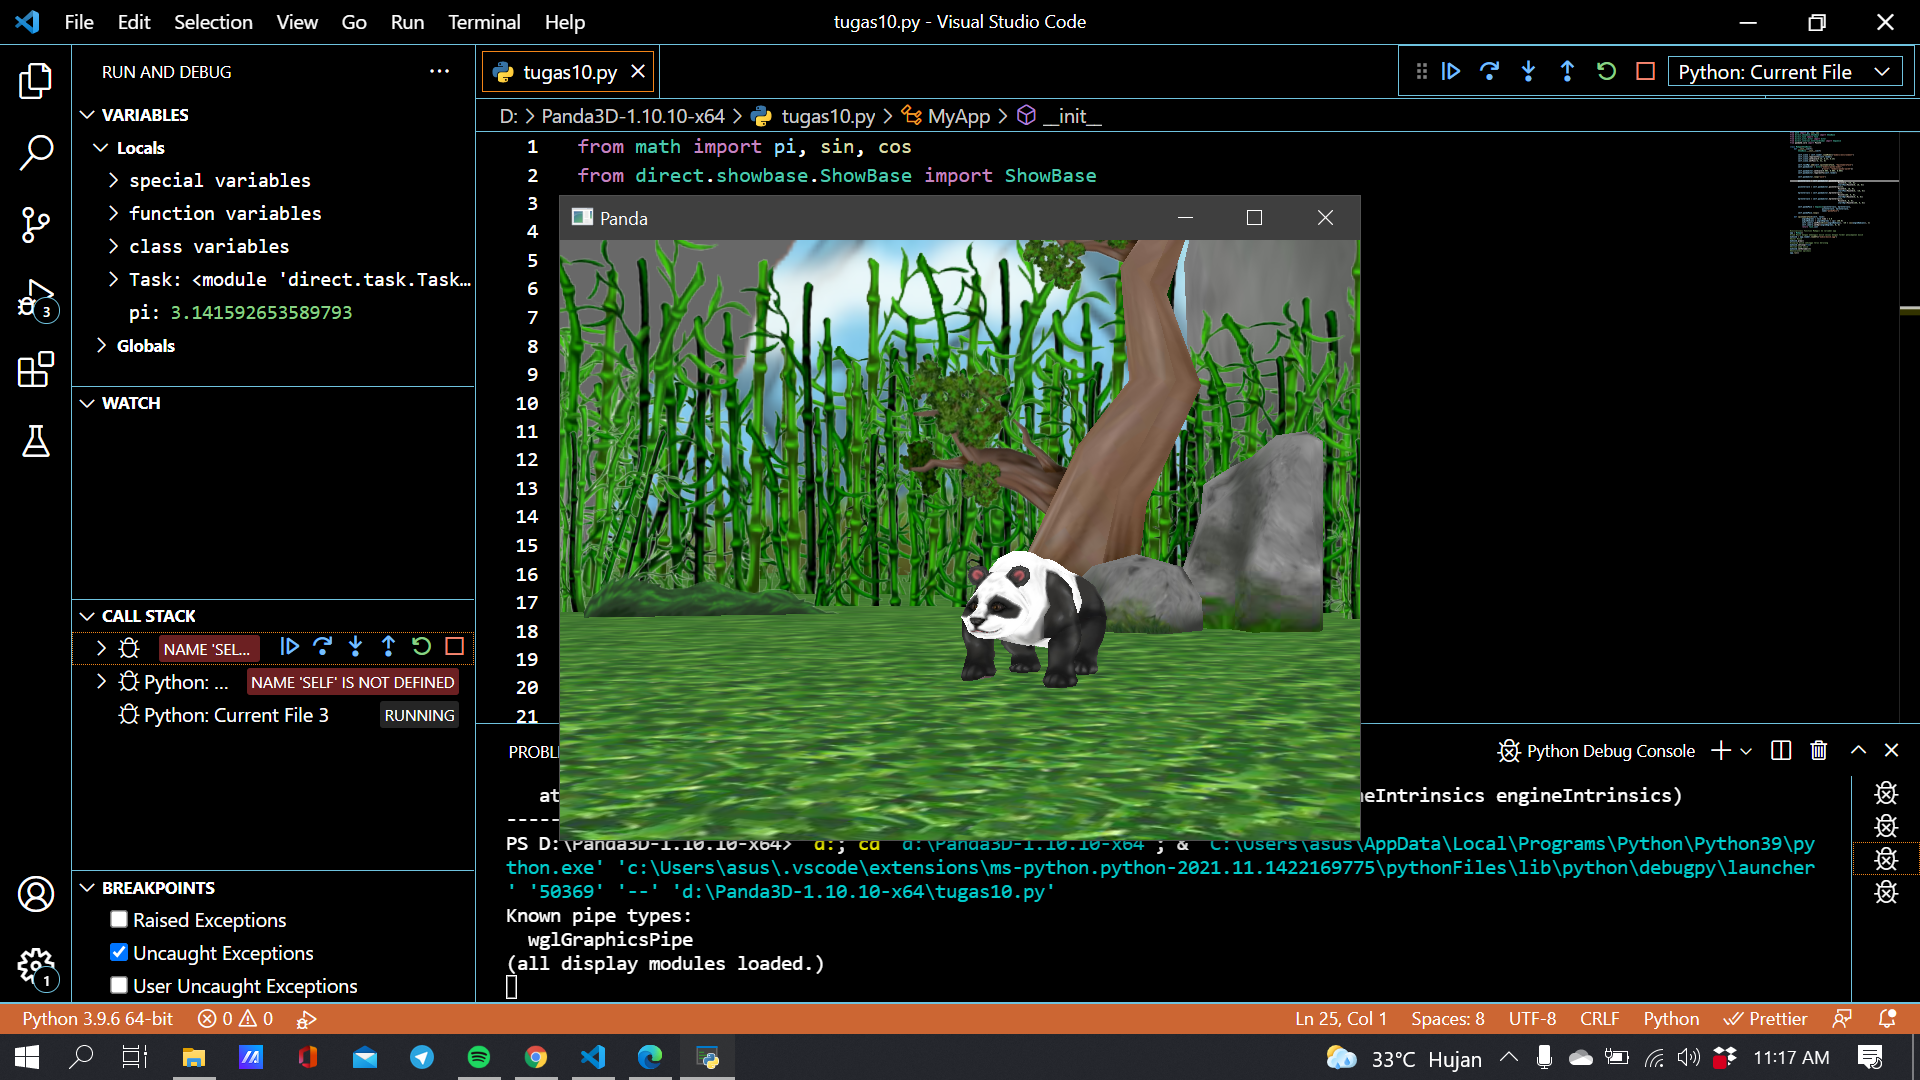 File Edit Selection View Go Run Terminal Help
tugas10.py - Visual Studio Code
RUN AND DEBUG
tugas10.py
Python: Current File
VARIABLES
D: > Panda3D-1.10.10-x64 > tugas10.py > MyApp > __init__
Locals
special variables
function variables
class variables
Task: <module 'direct.task.Task...
pi: 3.141592653589793
Globals
WATCH
CALL STACK
NAME 'SEL...
Python: ... NAME 'SELF' IS NOT DEFINED
Python: Current File 3 RUNNING
BREAKPOINTS
Raised Exceptions
Uncaught Exceptions
User Uncaught Exceptions
3
1
1 from math import pi, sin, cos
2 from direct.showbase.ShowBase import ShowBase
3
4
5
6
7
8
9
10
11
12
13
14
15
16
17
18
19
20
21
Panda
PROBL
Python Debug Console
at
eIntrinsics engineIntrinsics)
-----
PS D:\Panda3D-1.10.10-x64> d:; cd 'd:\Panda3D-1.10.10-x64'; & 'C:\Users\asus\AppData\Local\Programs\Python\Python39\py
thon.exe' 'c:\Users\asus\.vscode\extensions\ms-python.python-2021.11.1422169775\pythonFiles\lib\python\debugpy\launcher
' '50369' '--' 'd:\Panda3D-1.10.10-x64\tugas10.py'
Known pipe types:
wglGraphicsPipe
(all display modules loaded.)
Python 3.9.6 64-bit 0 0
Ln 25, Col 1 Spaces: 8 UTF-8 CRLF Python Prettier
33°C Hujan 11:17 AM